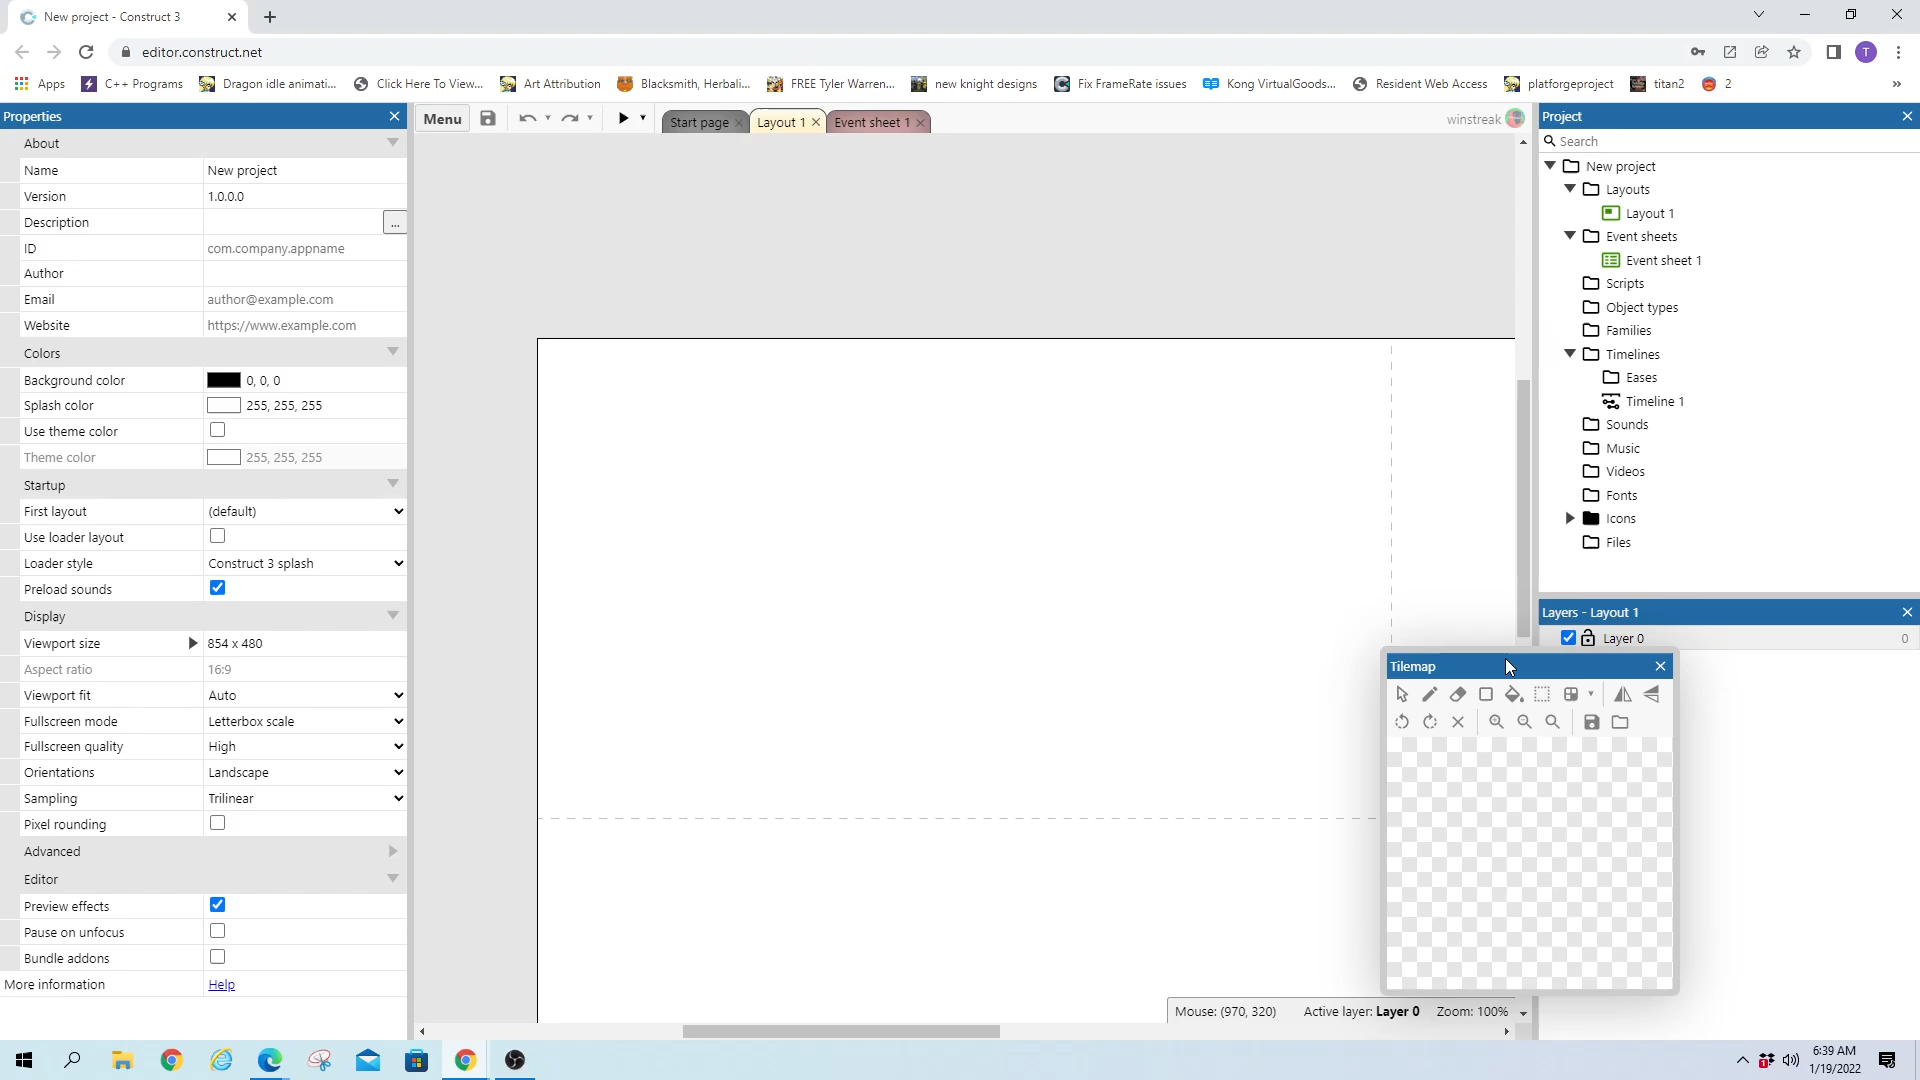 New project - Construct 3
editor.construct.net
T
Apps
C++ Programs
Dragon idle animati...
Click Here To View...
Art Attribution
Blacksmith, Herbali...
FREE Tyler Warren...
new knight designs
Fix FrameRate issues
Kong VirtualGoods...
Resident Web Access
platforgeproject
titan2
2
»
Properties
About
Name New project
Version 1.0.0.0
Description ...
ID com.company.appname
Author
Email author@example.com
Website https://www.example.com
Colors
Background color 0, 0, 0
Splash color 255, 255, 255
Use theme color
Theme color 255, 255, 255
Startup
First layout (default)
Use loader layout
Loader style Construct 3 splash
Preload sounds
Display
Viewport size 854 x 480
Aspect ratio 16:9
Viewport fit Auto
Fullscreen mode Letterbox scale
Fullscreen quality High
Orientations Landscape
Sampling Trilinear
Pixel rounding
Advanced
Editor
Preview effects
Pause on unfocus
Bundle addons
More information Help
Menu
Start page
Layout 1
Event sheet 1
winstreak
Project
Search
New project
Layouts
Layout 1
Event sheets
Event sheet 1
Scripts
Object types
Families
Timelines
Eases
Timeline 1
Sounds
Music
Videos
Fonts
Icons
Files
Layers - Layout 1
Layer 0 0
Tilemap
Mouse: (970, 320) Active layer: Layer 0 Zoom: 100%
6:39 AM
1/19/2022